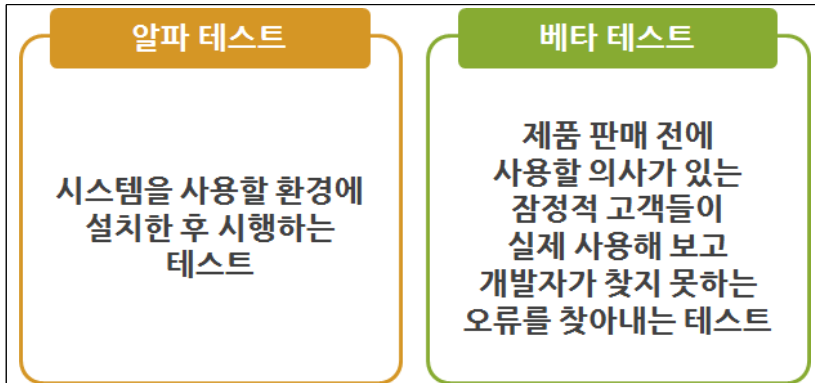 알파 테스트
시스템을 사용할 환경에
설치한 후 시행하는
테스트
베타 테스트
제품 판매 전에
사용할 의사가 있는
잠정적 고객들이
실제 사용해 보고
개발자가 찾지 못하는
오류를 찾아내는 테스트